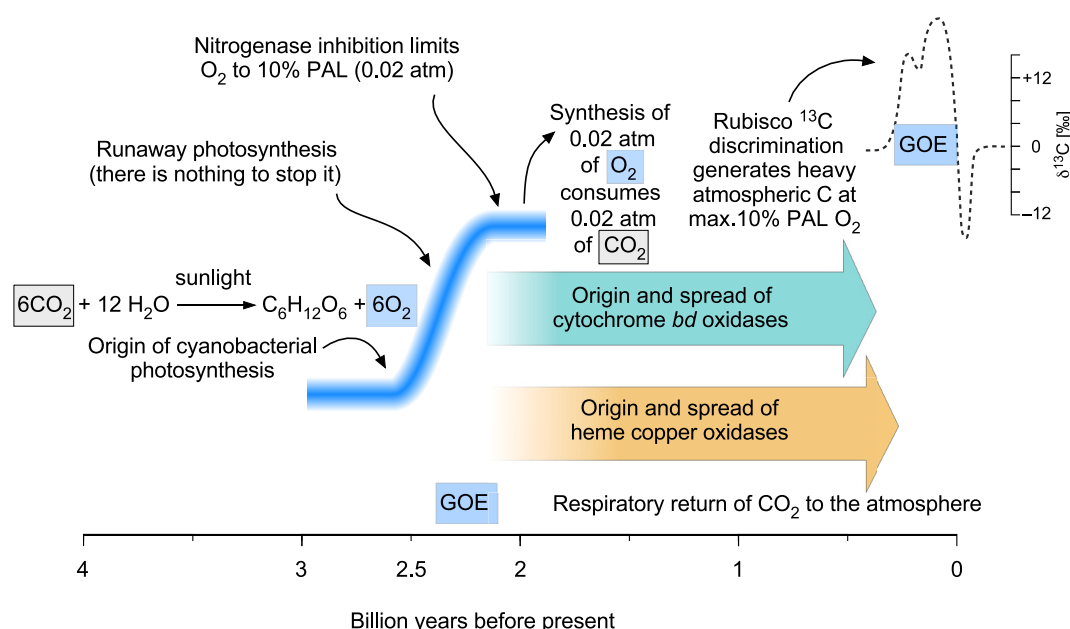 Nitrogenase inhibition limits
O₂ to 10% PAL (0.02 atm)
Runaway photosynthesis
(there is nothing to stop it)
Synthesis of
0.02 atm
of O₂
consumes
0.02 atm
of CO₂
Rubisco ¹³C
discrimination
generates heavy
atmospheric C at
max.10% PAL O₂
GOE
+12
0
−12
δ¹³C [‰]
6CO₂ + 12 H₂O sunlight C₆H₁₂O₆ + 6O₂
Origin of cyanobacterial
photosynthesis
Origin and spread of
cytochrome bd oxidases
Origin and spread of
heme copper oxidases
GOE
Respiratory return of CO₂ to the atmosphere
4 3 2.5 2 1 0
Billion years before present